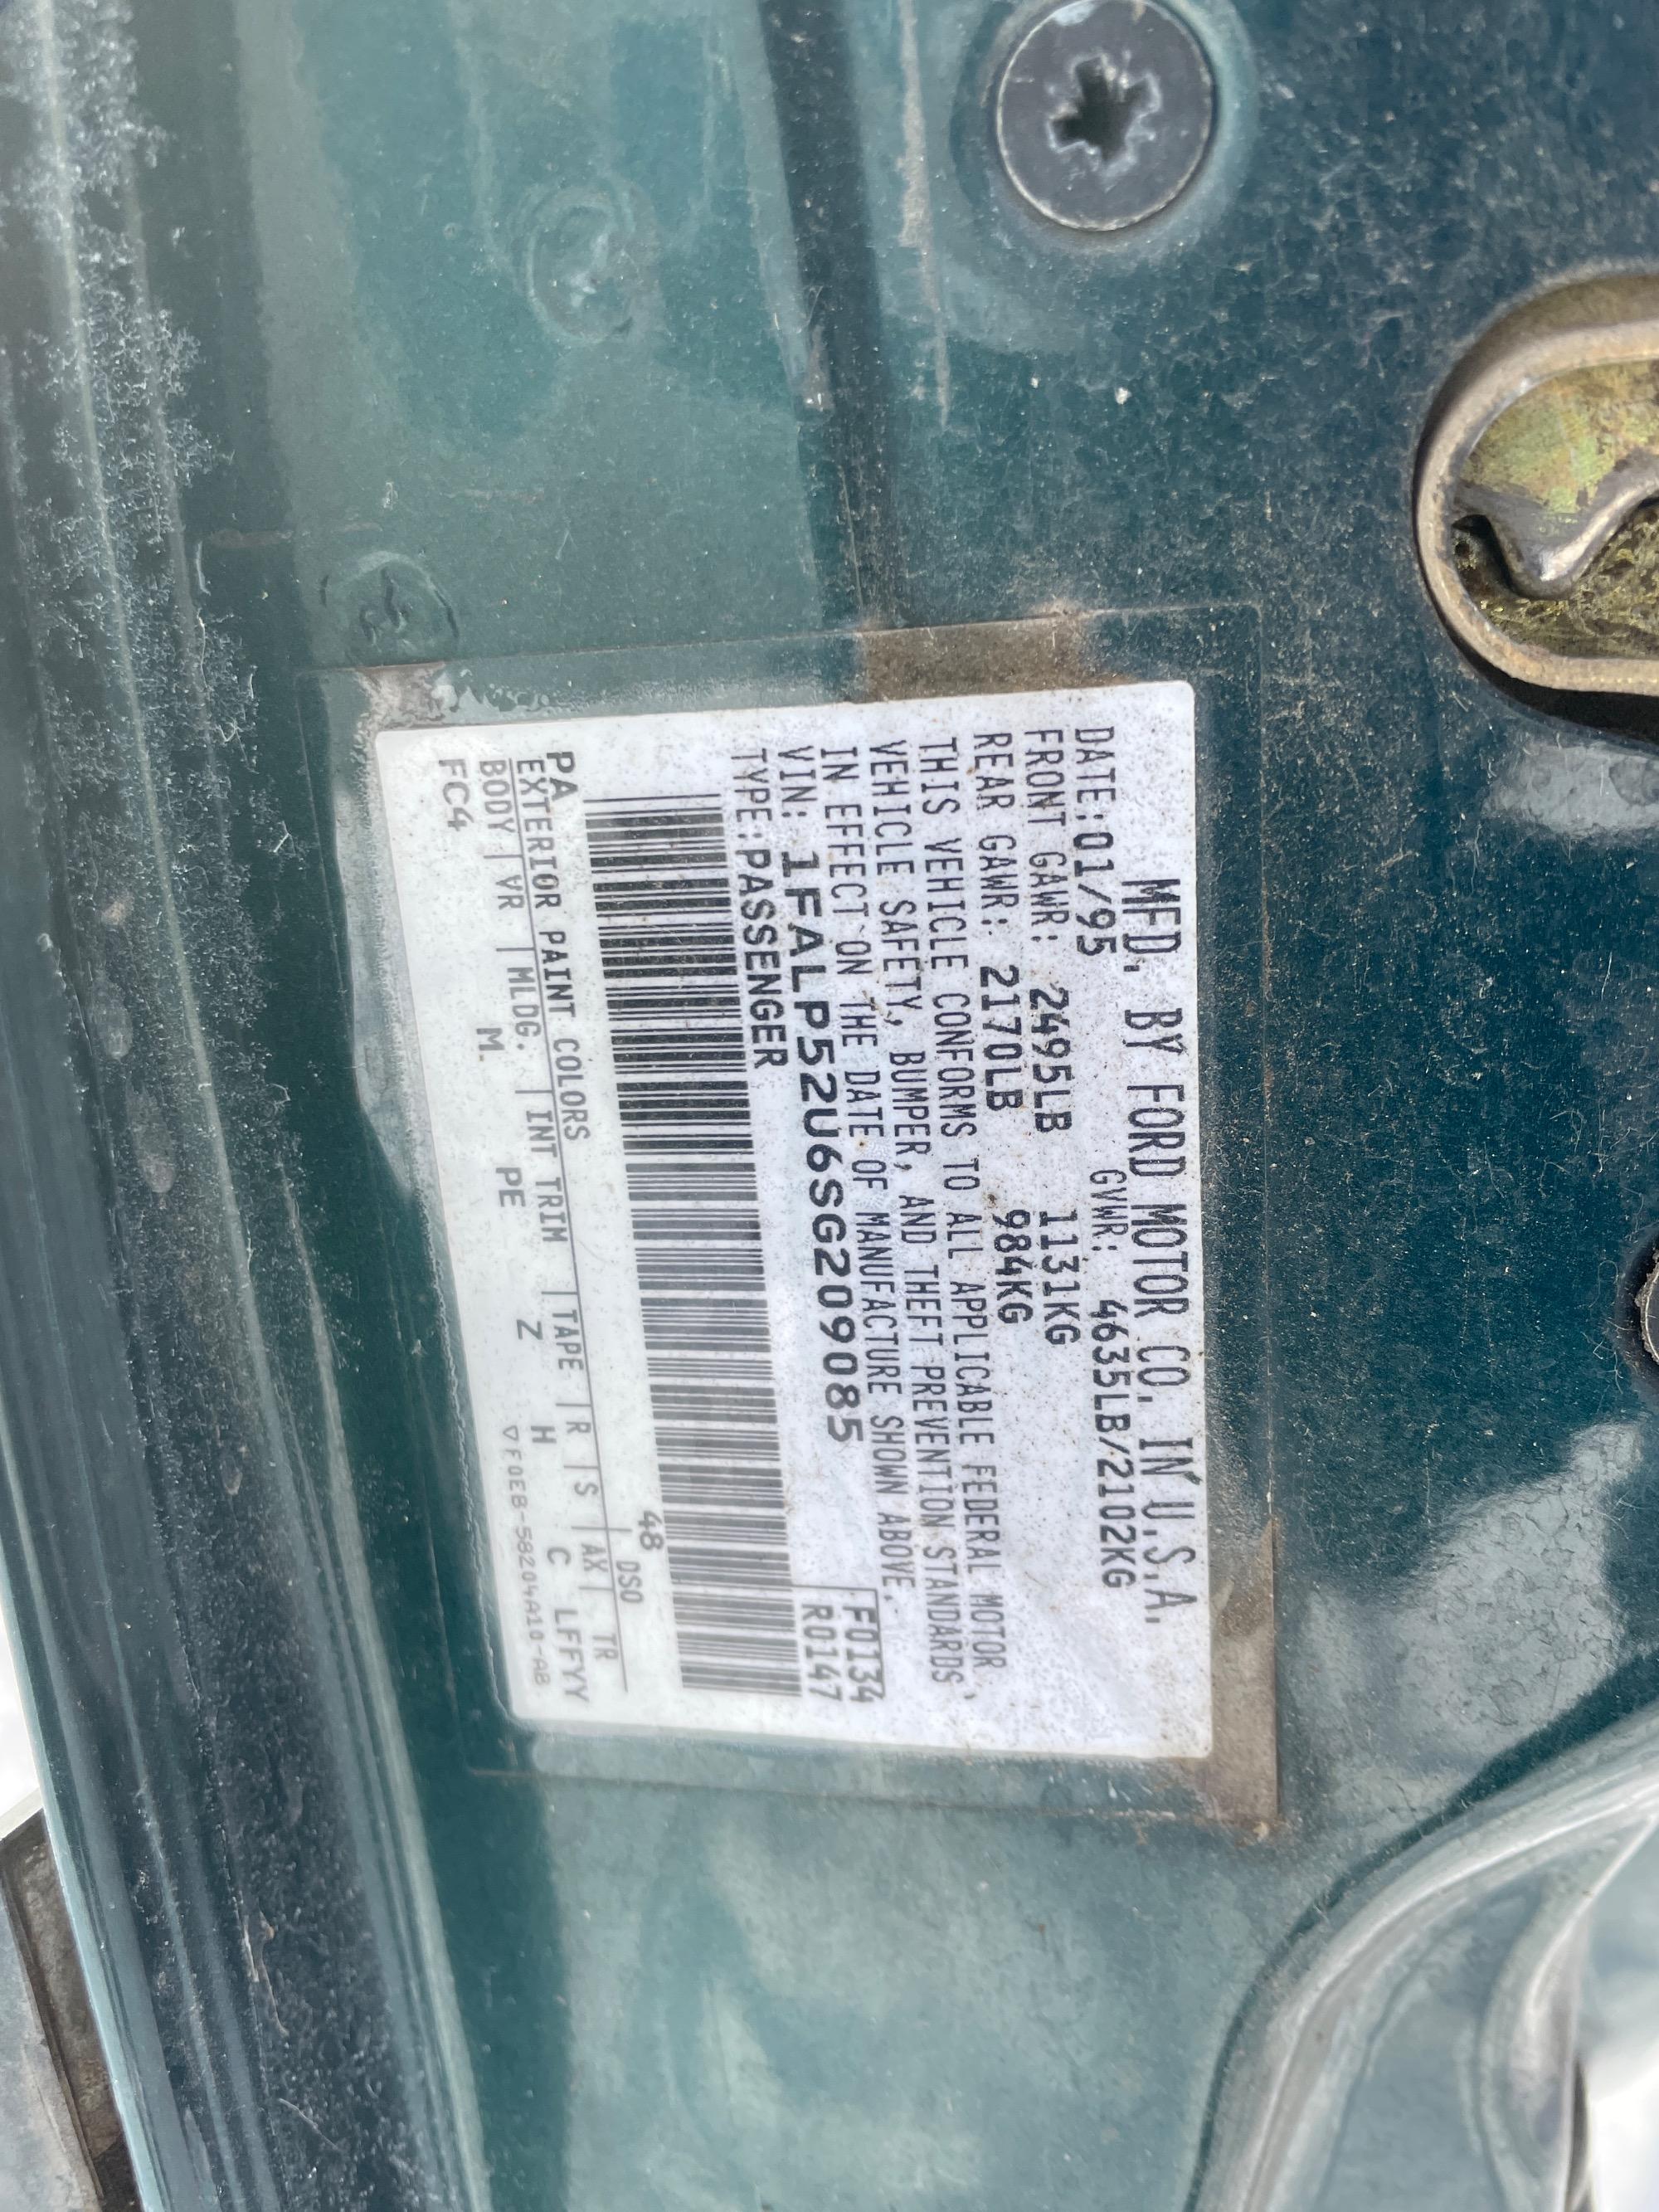 MFD. BY FORD MOTOR CO. IN U.S.A.
DATE:01/95 GVWR: 4635LB/2102KG
FRONT GAWR: 2495LB 1131KG
REAR GAWR: 2170LB 984KG
THIS VEHICLE CONFORMS TO ALL APPLICABLE FEDERAL MOTOR
VEHICLE SAFETY, BUMPER, AND THEFT PREVENTION STANDARDS,
IN EFFECT ON THE DATE OF MANUFACTURE SHOWN ABOVE.
VIN: 1FALP52U6SG209085 F0134
TYPE:PASSENGER R0147
48 DSO
PA EXTERIOR PAINT COLORS
BODY VR MLDG. INT TRIM TAPE R S AX TR
FC4 M PE Z H C LFFYY
▽F0EB-58204A10-AB